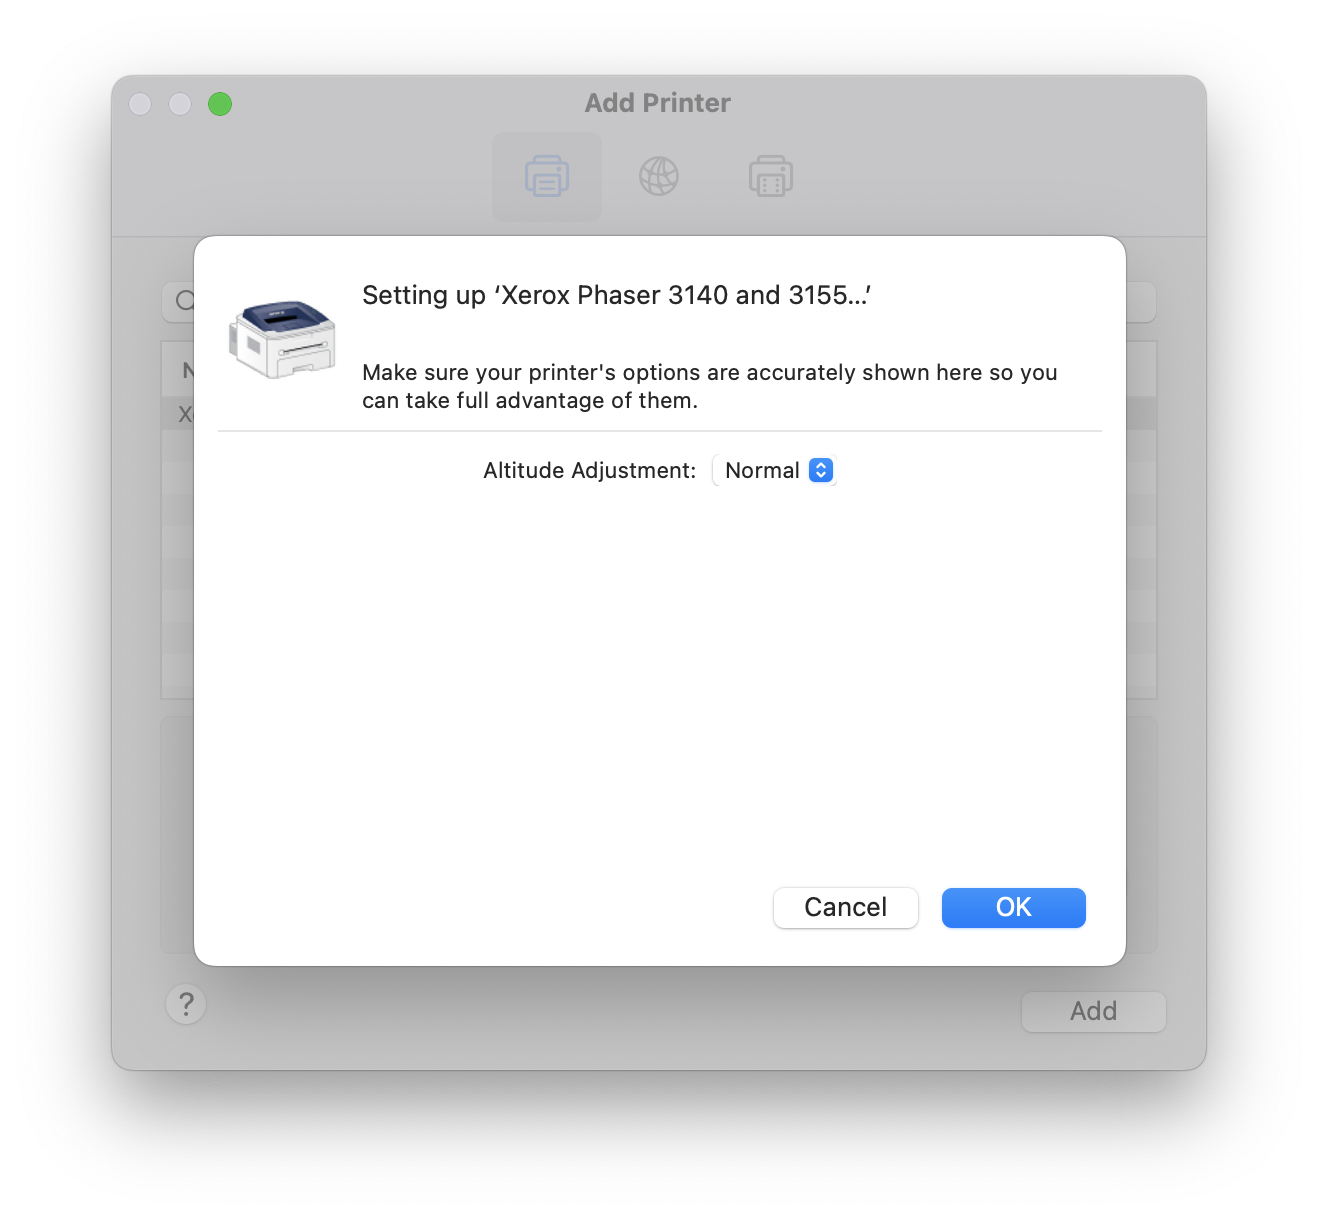 Add Printer
Setting up ‘Xerox Phaser 3140 and 3155...’
Make sure your printer's options are accurately shown here so you
can take full advantage of them.
Altitude Adjustment: Normal
Cancel OK
? Add